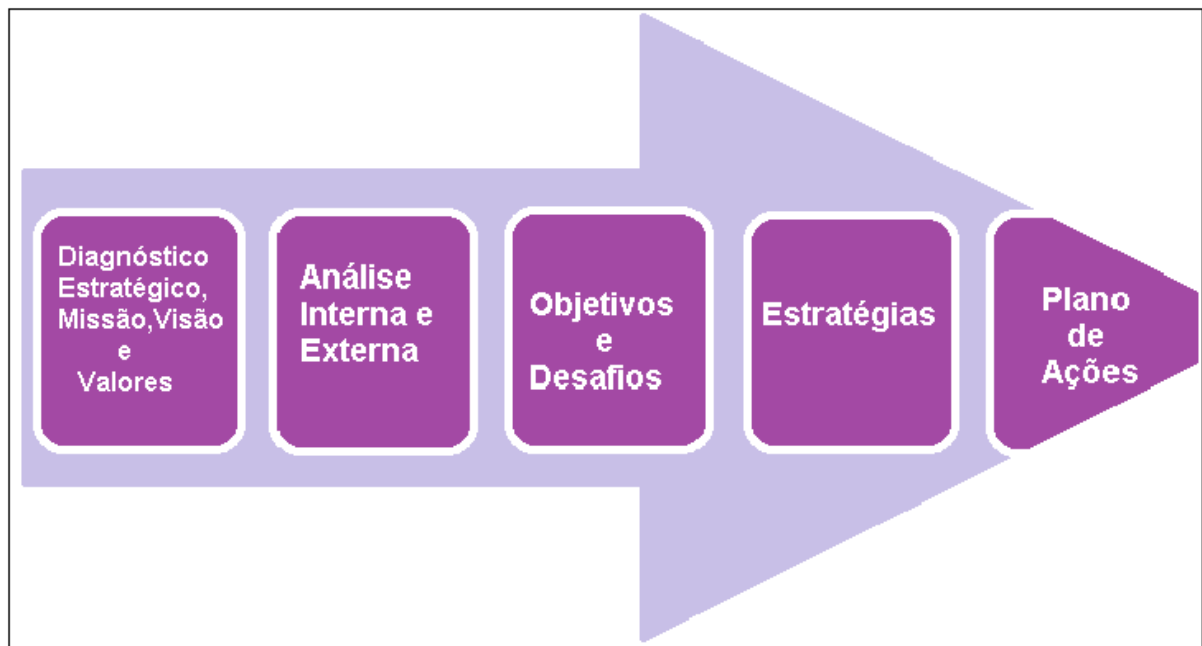 Diagnóstico
Estratégico,
Missão,Visão
e
Valores
Análise
Interna e
Externa
Objetivos
e
Desafios
Estratégias
Plano
de
Ações